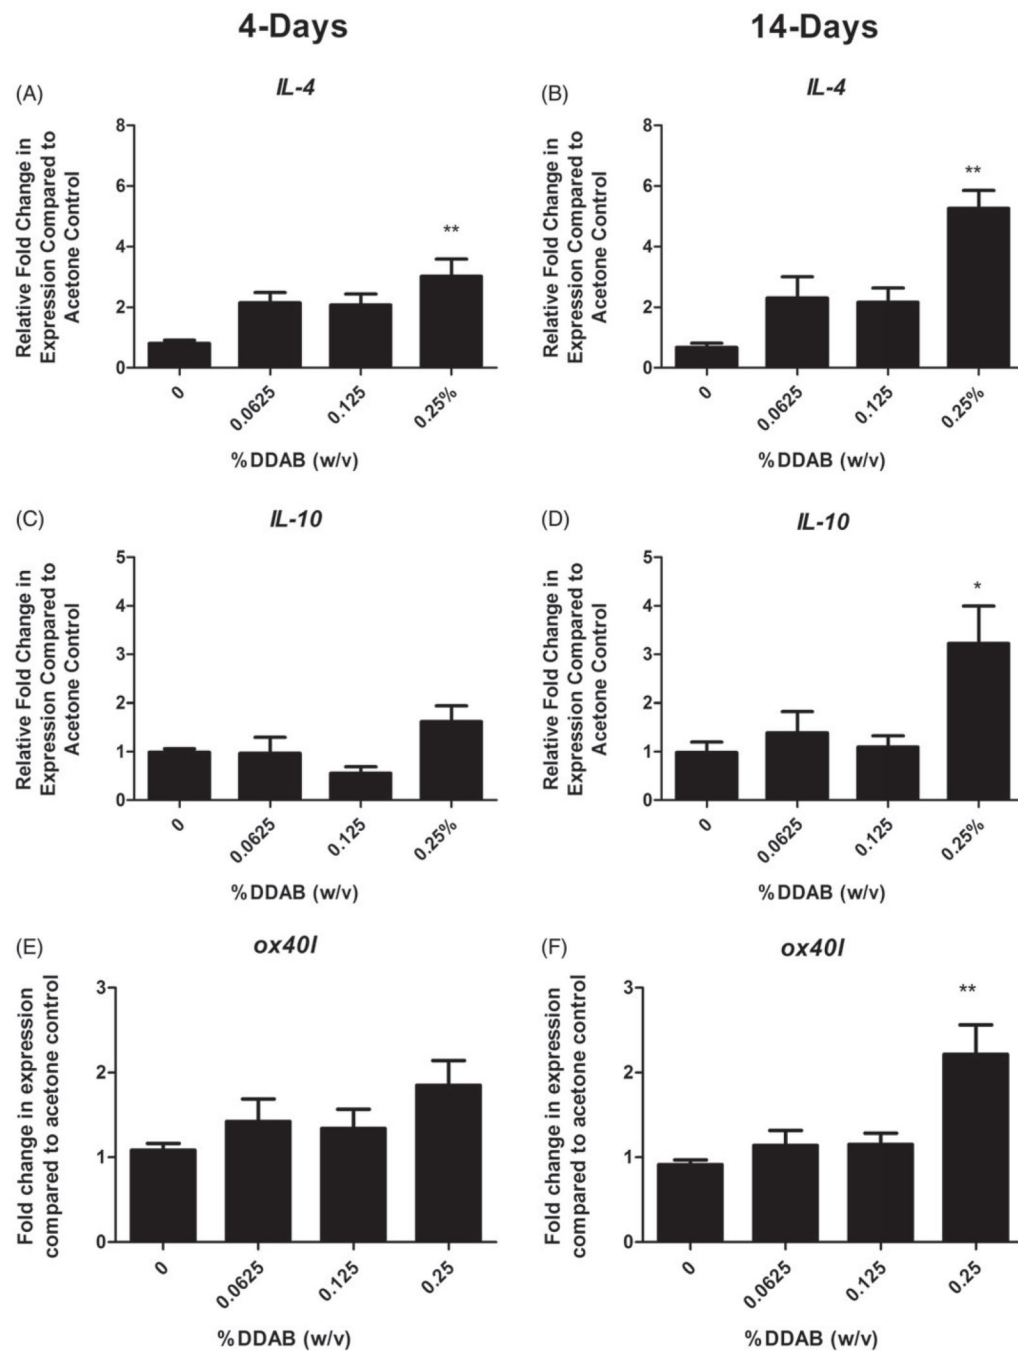 4-Days
14-Days
(A)
IL-4
Relative Fold Change in
Expression Compared to
Acetone Control
8
6
4
2
0
**
0
0.0625
0.125
0.25%
%DDAB (w/v)
(B)
IL-4
Relative Fold Change in
Expression Compared to
Acetone Control
8
6
4
2
0
**
0
0.0625
0.125
0.25%
%DDAB (w/v)
(C)
IL-10
Relative Fold Change in
Expression Compared to
Acetone Control
5
4
3
2
1
0
0
0.0625
0.125
0.25%
%DDAB (w/v)
(D)
IL-10
Relative Fold Change in
Expression Compared to
Acetone Control
5
4
3
2
1
0
*
0
0.0625
0.125
0.25%
%DDAB (w/v)
(E)
ox40l
Fold change in expression
compared to acetone control
3
2
1
0
0
0.0625
0.125
0.25
%DDAB (w/v)
(F)
ox40l
Fold change in expression
compared to acetone control
3
2
1
0
**
0
0.0625
0.125
0.25
%DDAB (w/v)